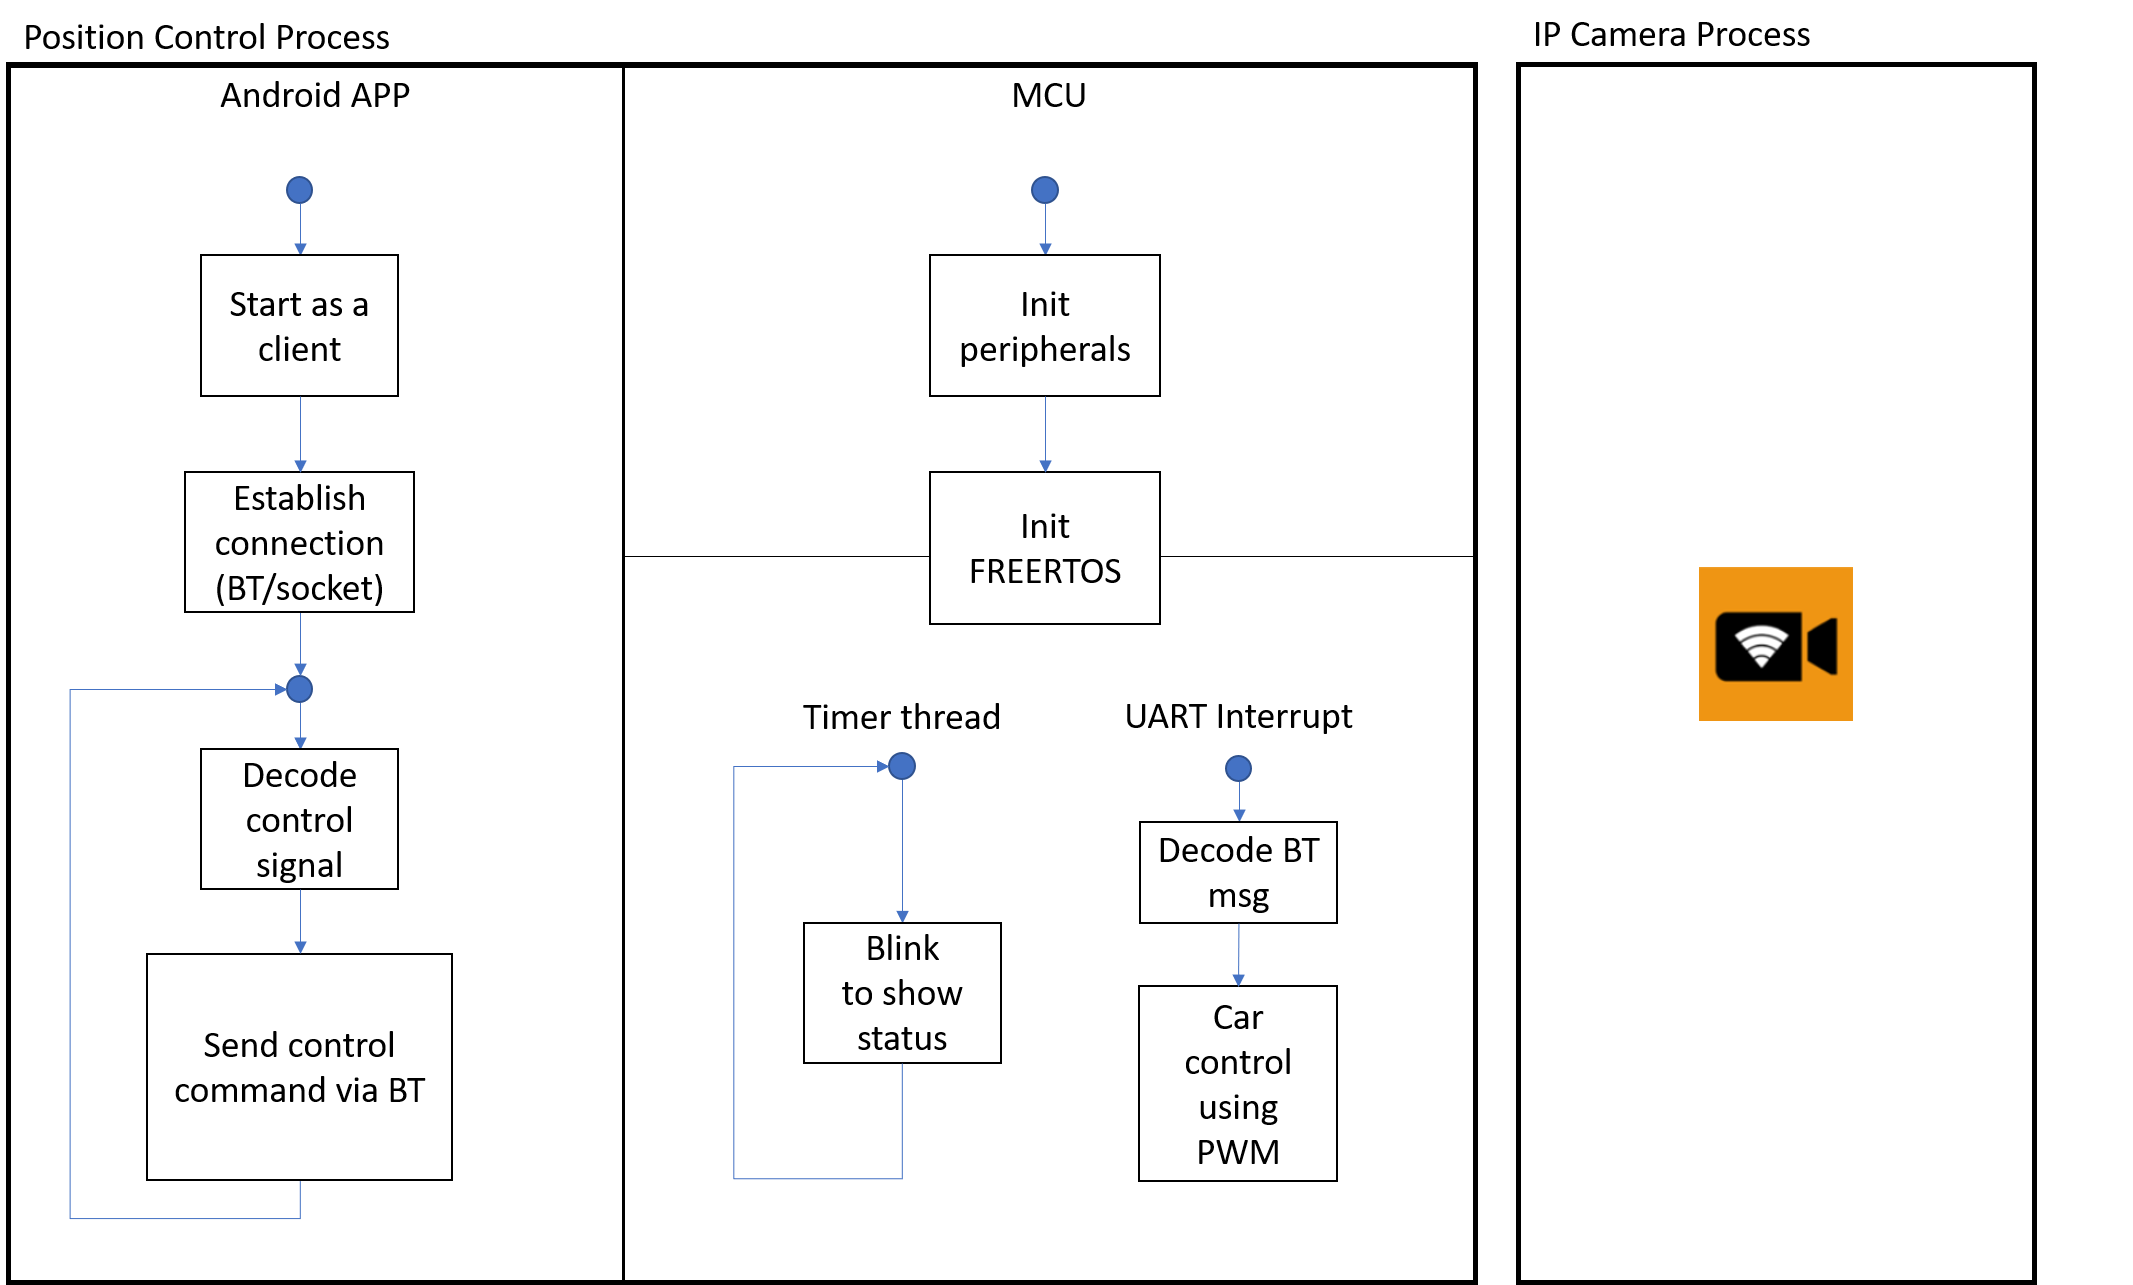 Position Control Process
IP Camera Process
Android APP
MCU
Start as a
client
Establish
connection
(BT/socket)
Decode
control
signal
Send control
command via BT
Init
peripherals
Init
FREERTOS
Timer thread
Blink
to show
status
UART Interrupt
Decode BT
msg
Car
control
using
PWM